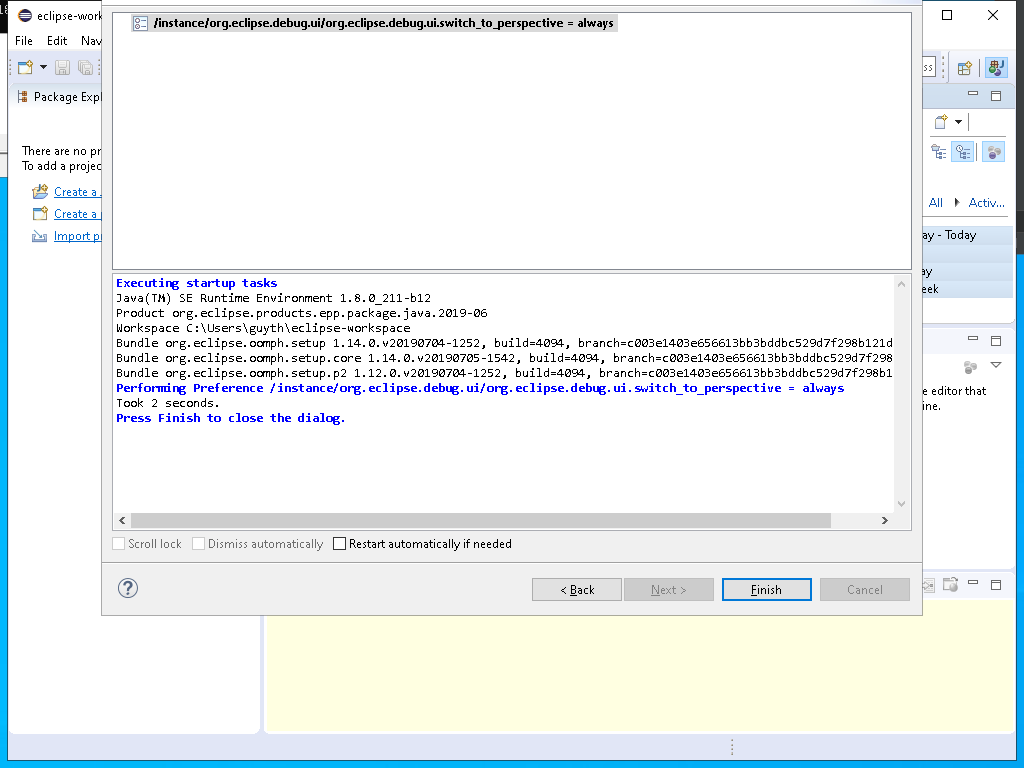 eclipse-work
/instance/org.eclipse.debug.ui/org.eclipse.debug.ui.switch_to_perspective = always
File Edit Nav
ss
Package Expl
There are no pr
To add a projec
Create a
Create a
Import pr
All Activ...
ay - Today
ay
eek
e editor that
ine.
Executing startup tasks
Java(TM) SE Runtime Environment 1.8.0_211-b12
Product org.eclipse.products.epp.package.java.2019-06
Workspace C:\Users\guyth\eclipse-workspace
Bundle org.eclipse.oomph.setup 1.14.0.v20190704-1252, build=4094, branch=c003e1403e656613bb3bddbc529d7f298b121d
Bundle org.eclipse.oomph.setup.core 1.14.0.v20190705-1542, build=4094, branch=c003e1403e656613bb3bddbc529d7f298
Bundle org.eclipse.oomph.setup.p2 1.12.0.v20190704-1252, build=4094, branch=c003e1403e656613bb3bddbc529d7f298b1
Performing Preference /instance/org.eclipse.debug.ui/org.eclipse.debug.ui.switch_to_perspective = always
Took 2 seconds.
Press Finish to close the dialog.
Scroll lock Dismiss automatically Restart automatically if needed
? < Back Next > Finish Cancel